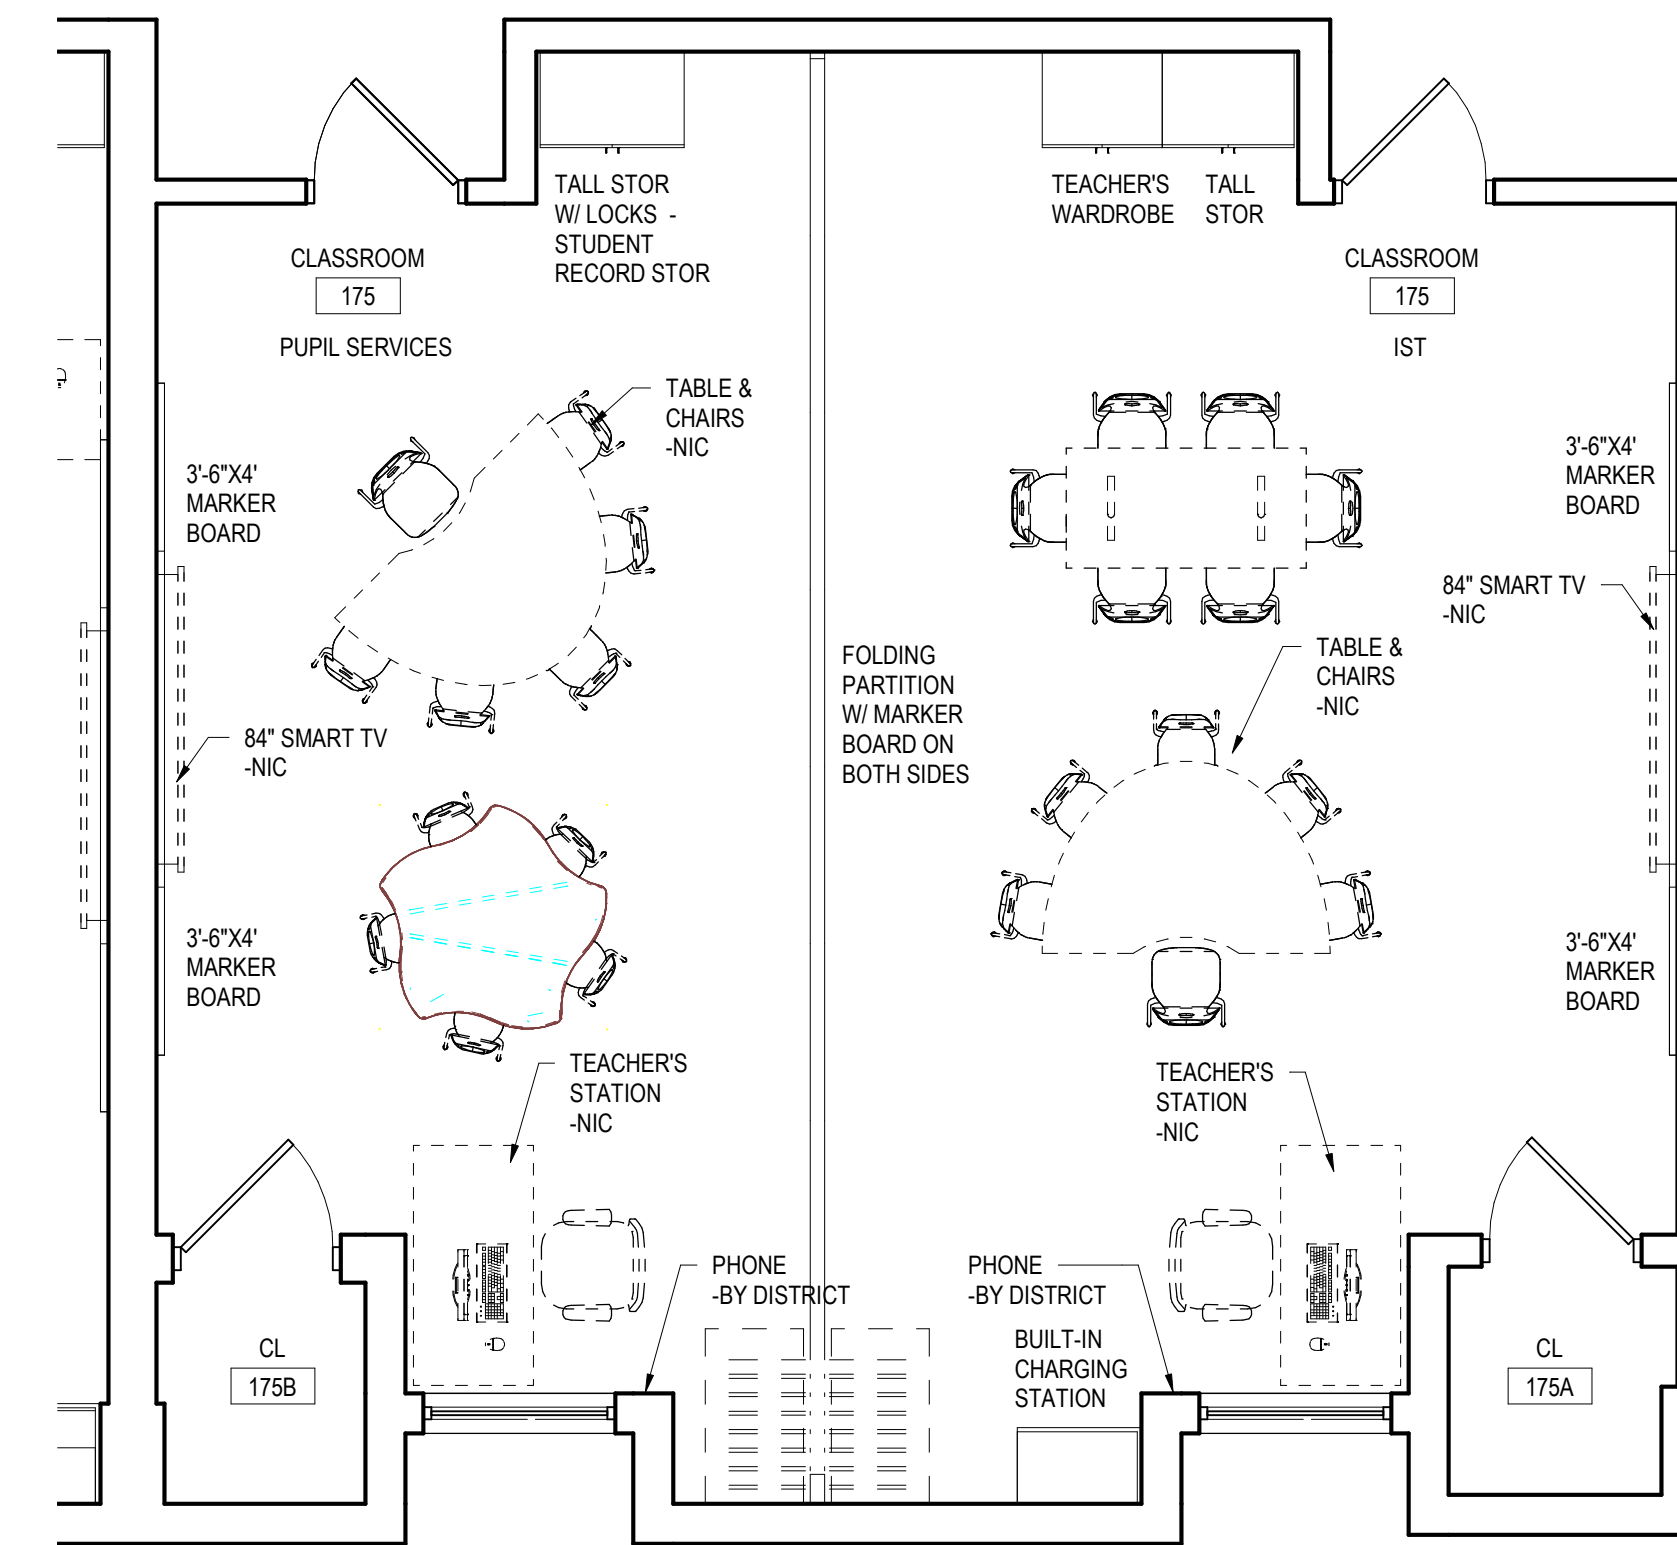 TALL STOR
W/ LOCKS -
STUDENT
RECORD STOR
TEACHER'S
WARDROBE
TALL
STOR
CLASSROOM
175
PUPIL SERVICES
CLASSROOM
175
IST
TABLE &
CHAIRS
-NIC
3'-6"X4'
MARKER
BOARD
3'-6"X4'
MARKER
BOARD
84" SMART TV
-NIC
FOLDING
PARTITION
W/ MARKER
BOARD ON
BOTH SIDES
TABLE &
CHAIRS
-NIC
84" SMART TV
-NIC
3'-6"X4'
MARKER
BOARD
3'-6"X4'
MARKER
BOARD
TEACHER'S
STATION
-NIC
TEACHER'S
STATION
-NIC
PHONE
-BY DISTRICT
PHONE
-BY DISTRICT
BUILT-IN
CHARGING
STATION
CL
175B
CL
175A